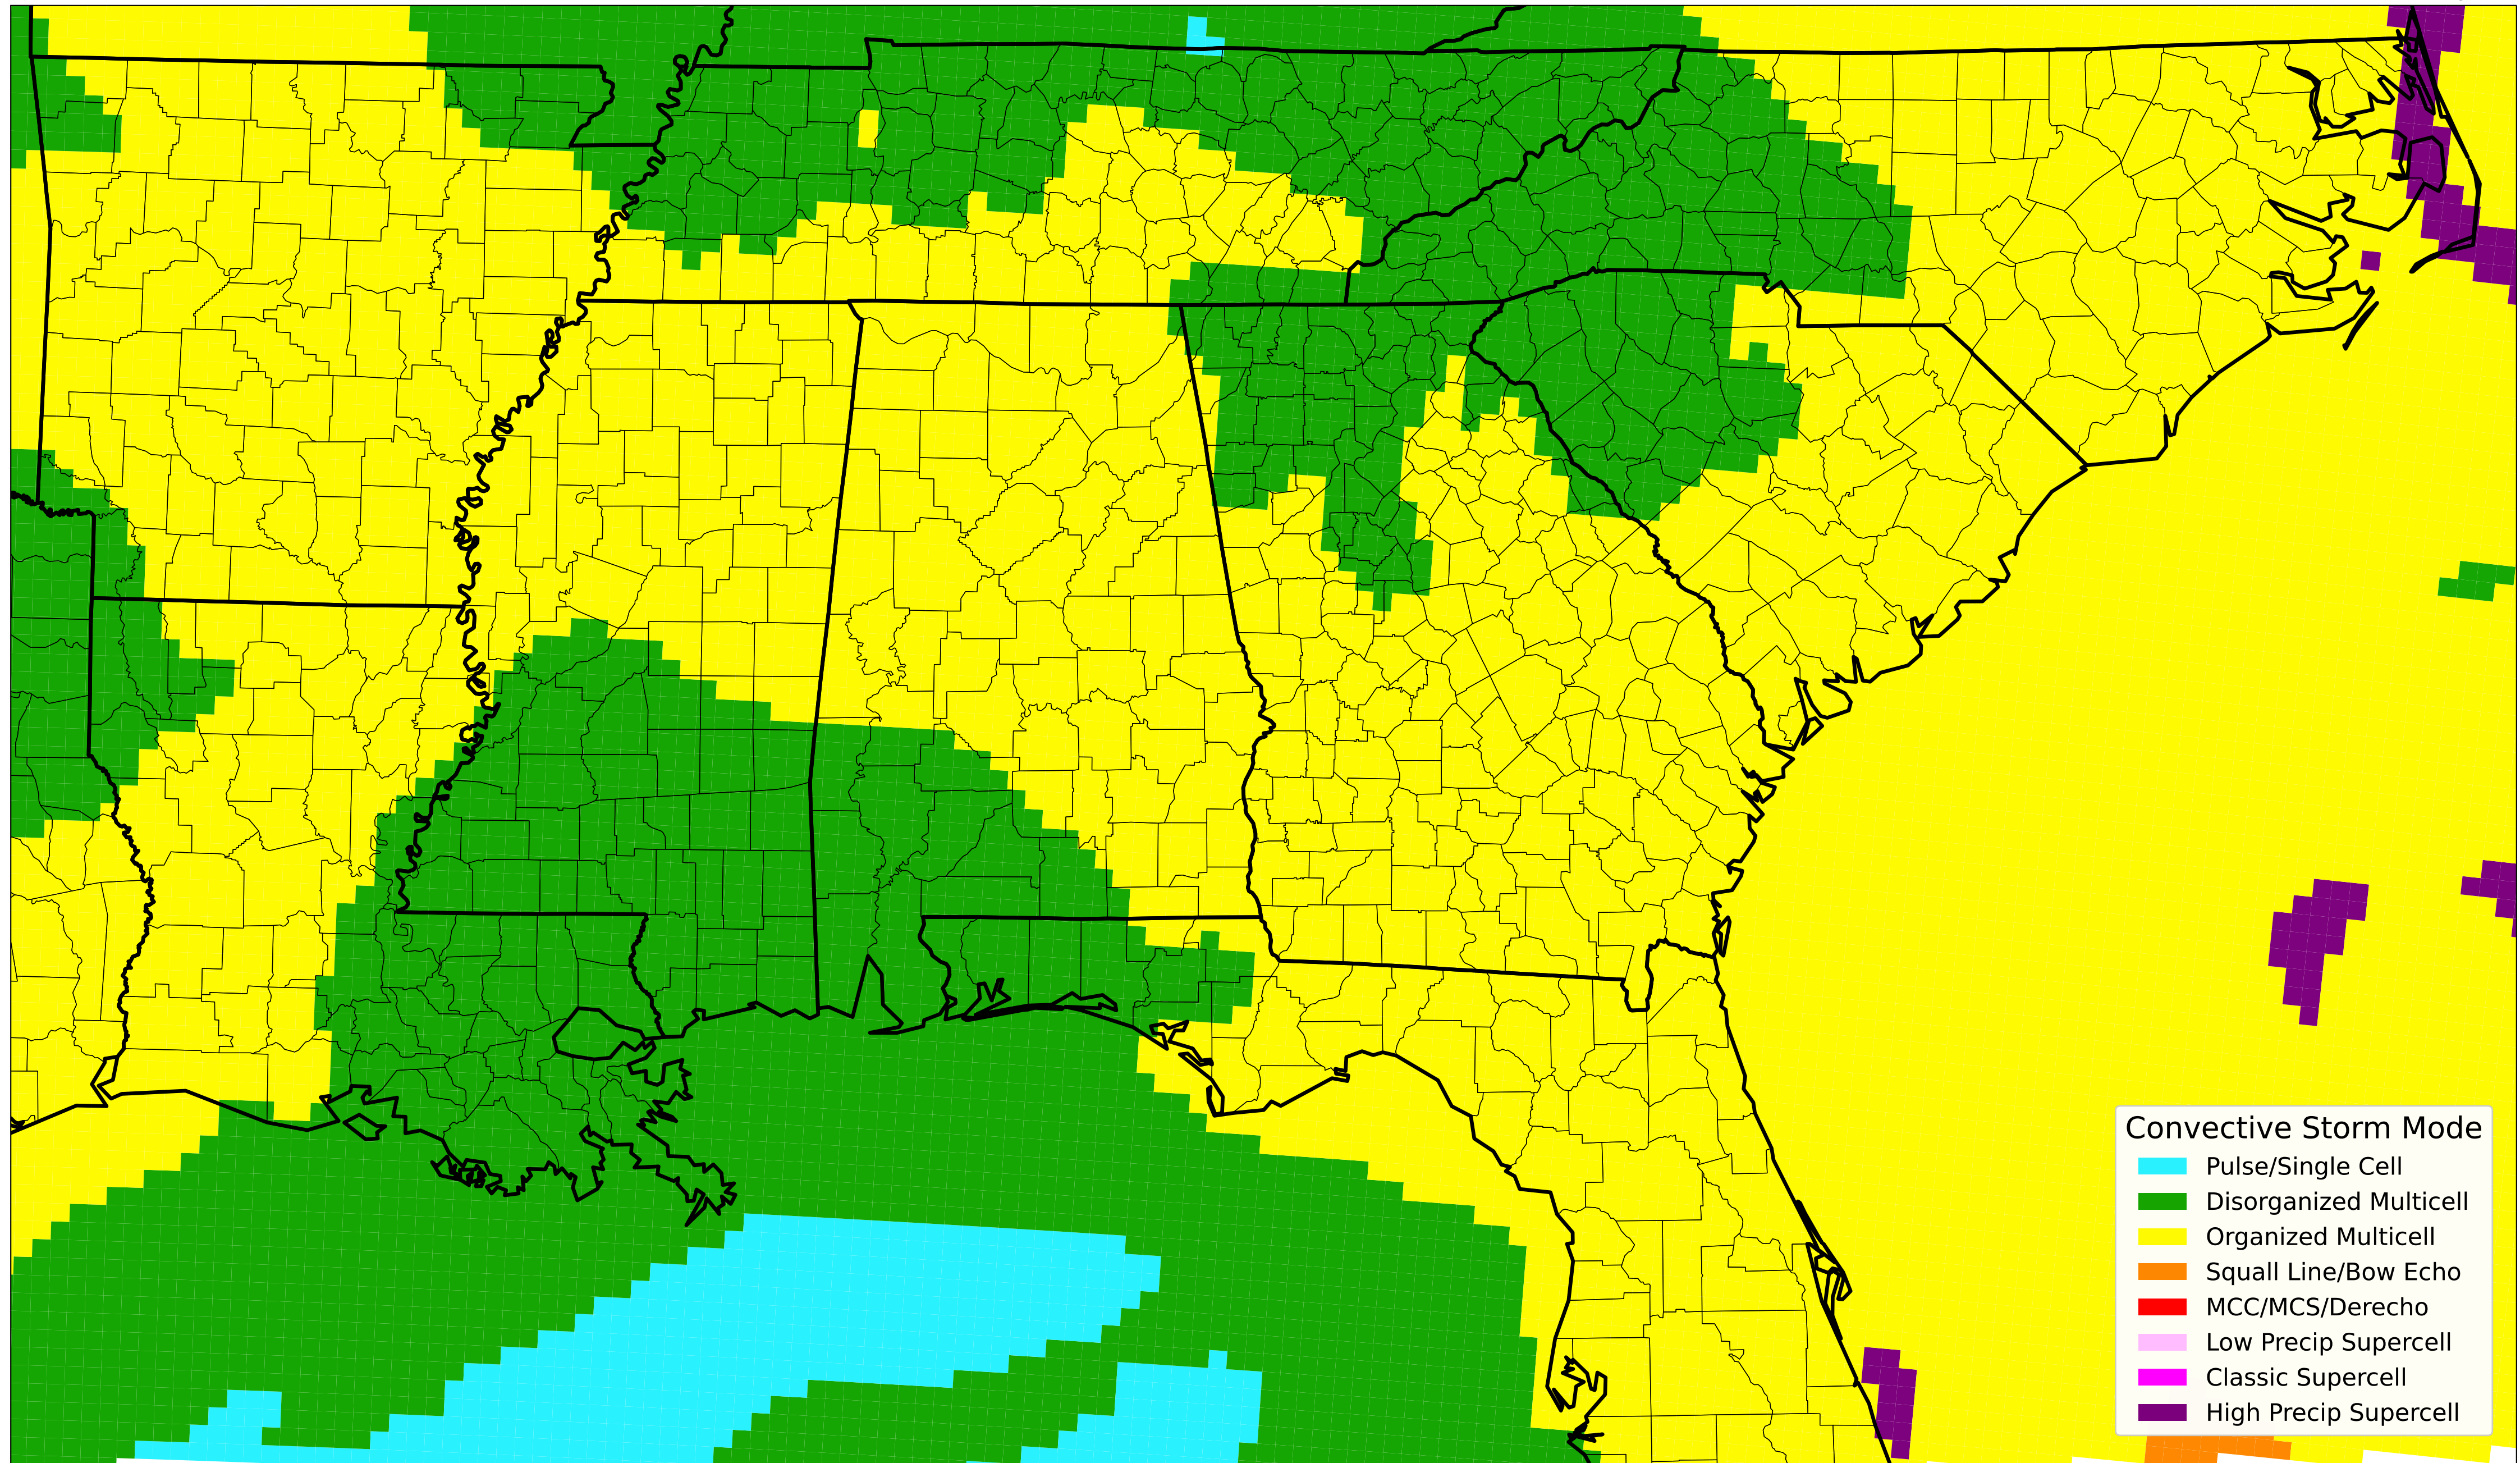 Convective Storm Mode
Pulse/Single Cell
Disorganized Multicell
Organized Multicell
Squall Line/Bow Echo
MCC/MCS/Derecho
Low Precip Supercell
Classic Supercell
High Precip Supercell